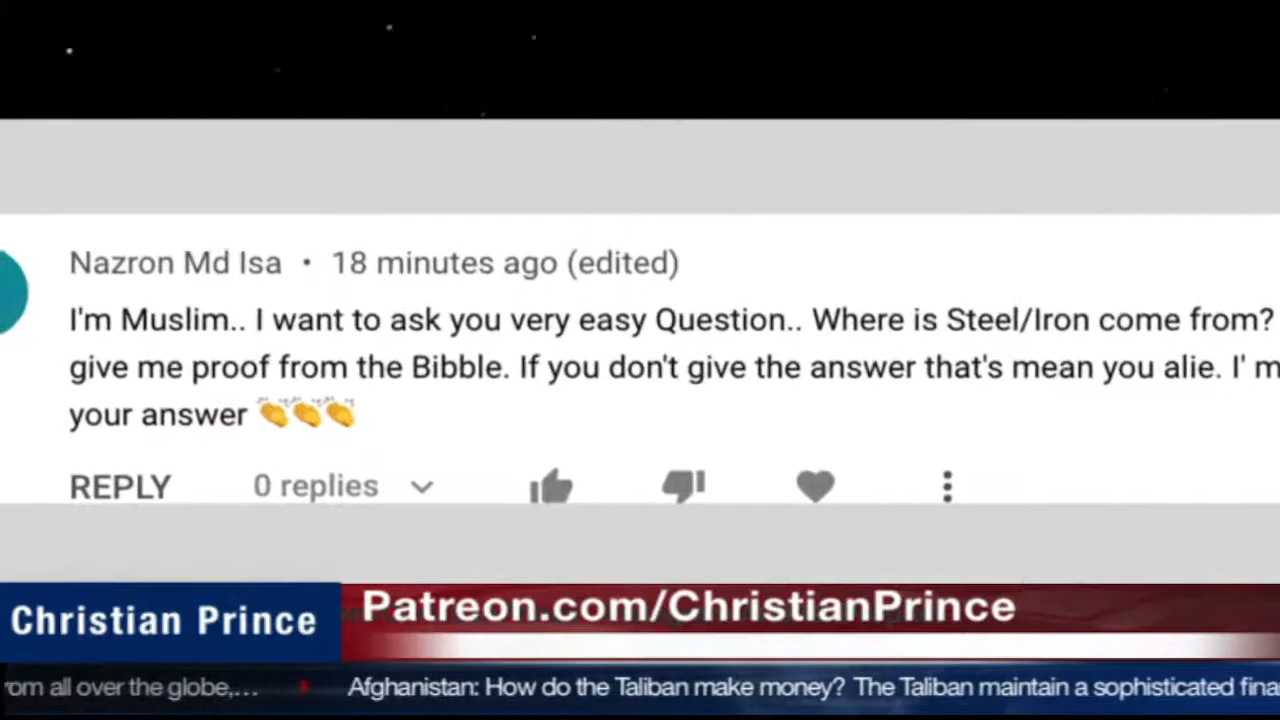 Nazron Md Isa • 18 minutes ago (edited)
I'm Muslim.. I want to ask you very easy Question.. Where is Steel/Iron come from?
give me proof from the Bibble. If you don't give the answer that's mean you alie. I' m
your answer 👏👏👏
REPLY 0 replies
Christian Prince
Patreon.com/ChristianPrince
om all over the globe,... • Afghanistan: How do the Taliban make money? The Taliban maintain a sophisticated fina